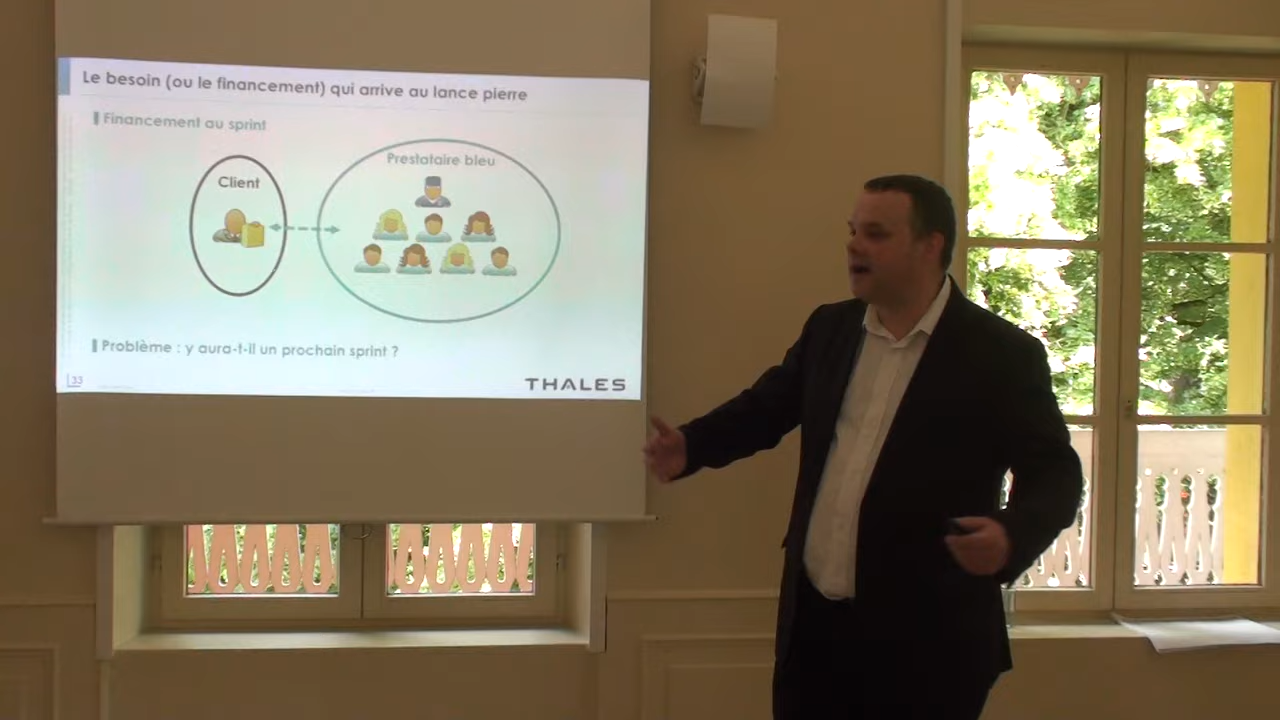 Le besoin (ou le financement) qui arrive au lance pierre
Financement au sprint
Client
Prestataire bleu
Problème : y aura-t-il un prochain sprint ?
33
THALES